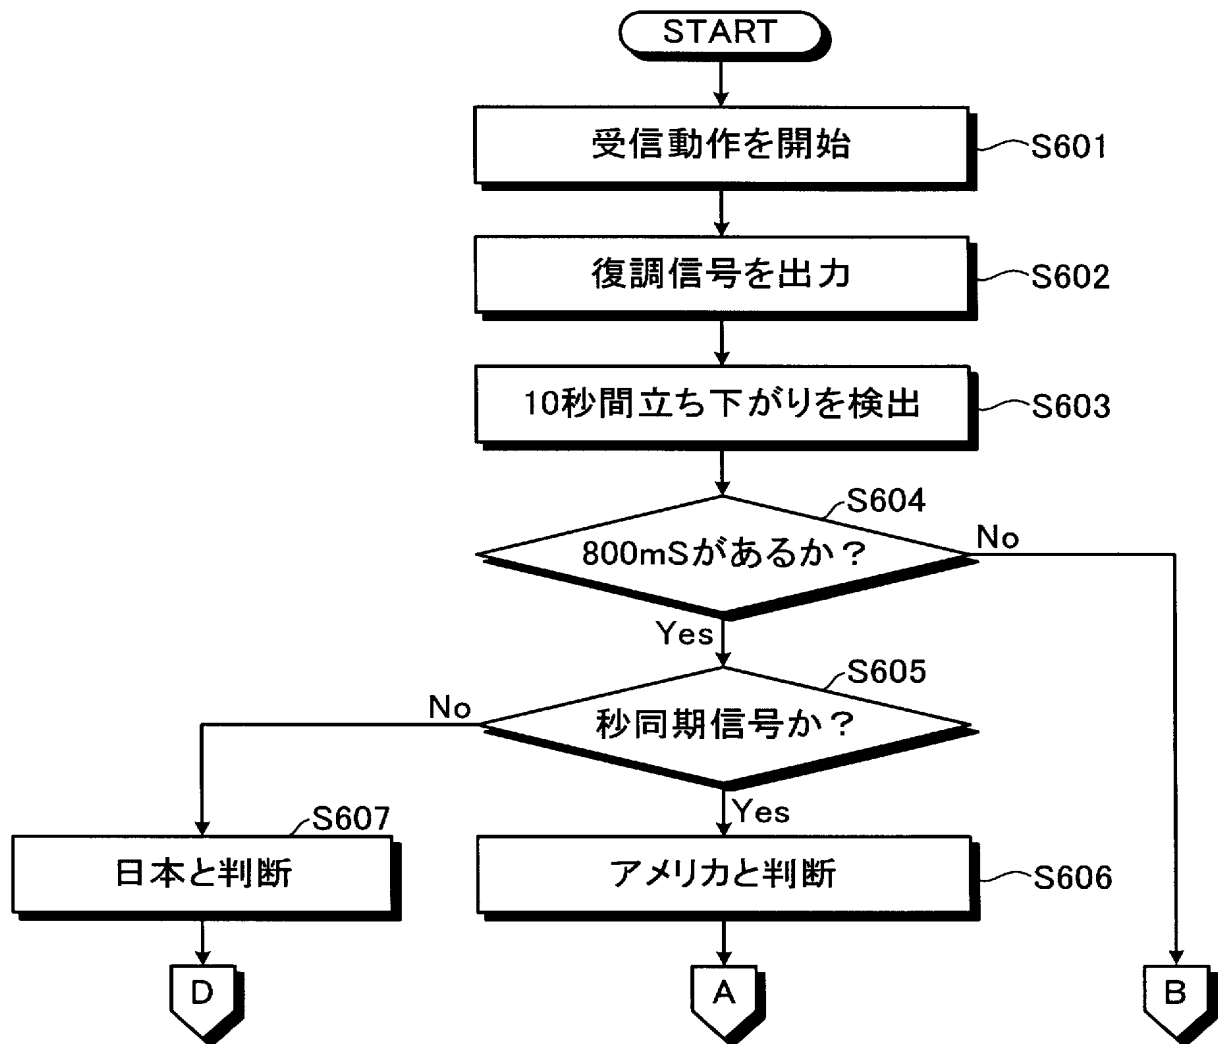 START
受信動作を開始
S601
復調信号を出力
S602
10秒間立ち下がりを検出
S603
S604
800mSがあるか？
No
Yes
S605
秒同期信号か？
No
Yes
S607
日本と判断
アメリカと判断
S606
D
A
B